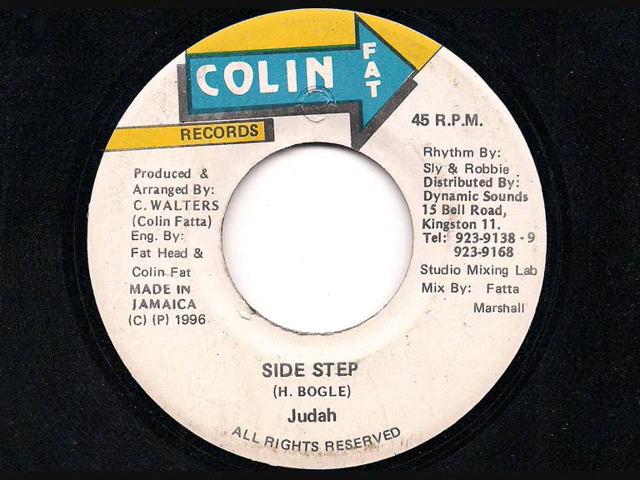 COLIN FAT
RECORDS
45 R.P.M.
Produced &
Arranged By:
C. WALTERS
(Colin Fatta)
Eng. By:
Fat Head &
Colin Fat
MADE IN
JAMAICA
(C) (P) 1996
Rhythm By:
Sly & Robbie
Distributed By:
Dynamic Sounds
15 Bell Road,
Kingston 11.
Tel: 923-9138 - 9
923-9168
Studio Mixing Lab
Mix By: Fatta
Marshall
SIDE STEP
(H. BOGLE)
Judah
ALL RIGHTS RESERVED